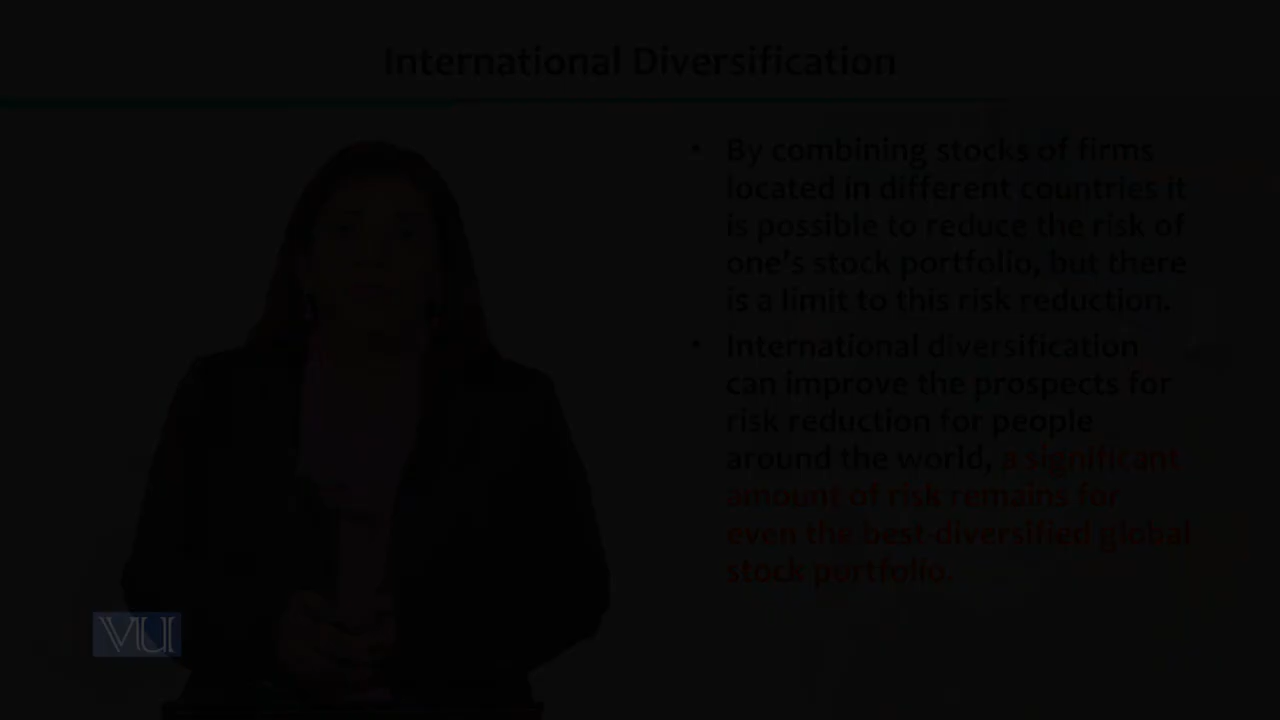 International Diversification
• By combining stocks of firms
located in different countries it
is possible to reduce the risk of
one's stock portfolio, but there
is a limit to this risk reduction.
• International diversification
can improve the prospects for
risk reduction for people
around the world, a significant
amount of risk remains for
even the best-diversified global
stock portfolio.
VU